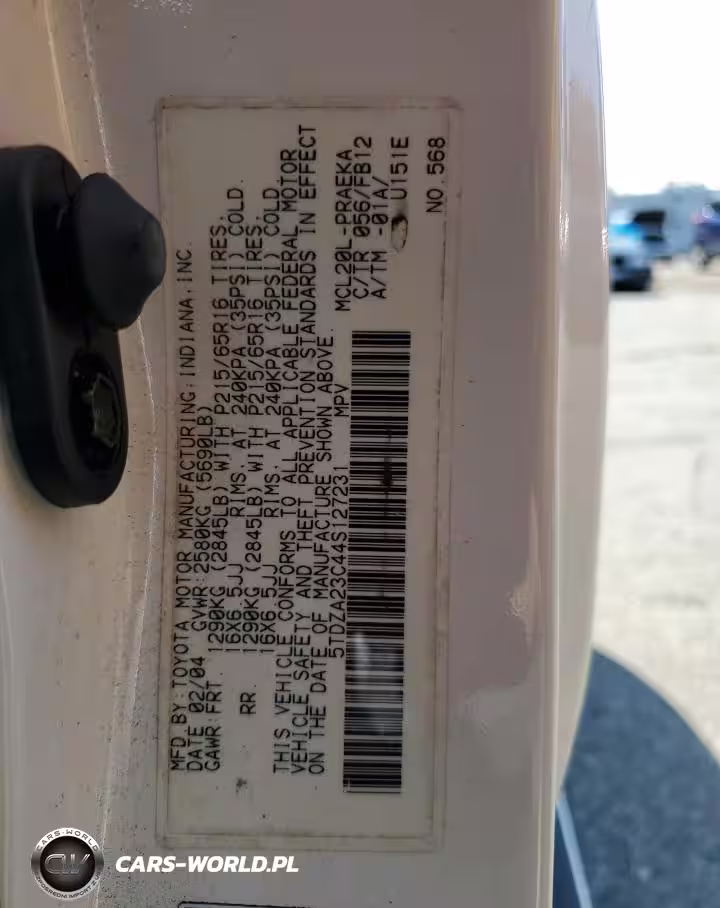 MFD.BY:TOYOTA MOTOR MANUFACTURING,INDIANA,INC.
DATE 02/04 GVWR:2580KG (5690LB)
GAWR:FRT. 1290KG (2845LB) WITH P215/65R16 TIRES,
16X6.5JJ RIMS, AT 240KPA (35PSI) COLD.
RR. 1290KG (2845LB) WITH P215/65R16 TIRES,
16X6.5JJ RIMS, AT 240KPA (35PSI) COLD.
THIS VEHICLE CONFORMS TO ALL APPLICABLE FEDERAL MOTOR
VEHICLE SAFETY AND THEFT PREVENTION STANDARDS IN EFFECT
ON THE DATE OF MANUFACTURE SHOWN ABOVE.
5TDZA23C44S127231 MPV
MCL20L-PRAEKA
C/TR 056/FB12
A/TM -01A/
U151E
NO.568
CARS-WORLD
CW
CARS-WORLD.PL